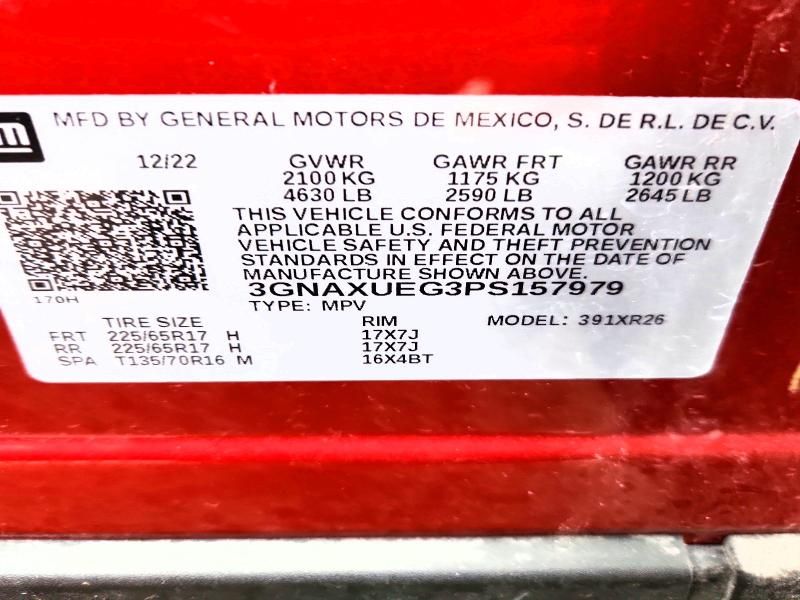 gm MFD BY GENERAL MOTORS DE MEXICO, S. DE R.L. DE C.V.
12/22 GVWR GAWR FRT GAWR RR
2100 KG 1175 KG 1200 KG
4630 LB 2590 LB 2645 LB
THIS VEHICLE CONFORMS TO ALL
APPLICABLE U.S. FEDERAL MOTOR
VEHICLE SAFETY AND THEFT PREVENTION
STANDARDS IN EFFECT ON THE DATE OF
MANUFACTURE SHOWN ABOVE.
3GNAXUEG3PS157979
170H
TYPE: MPV
TIRE SIZE RIM MODEL: 391XR26
FRT 225/65R17 H 17X7J
RR 225/65R17 H 17X7J
SPA T135/70R16 M 16X4BT